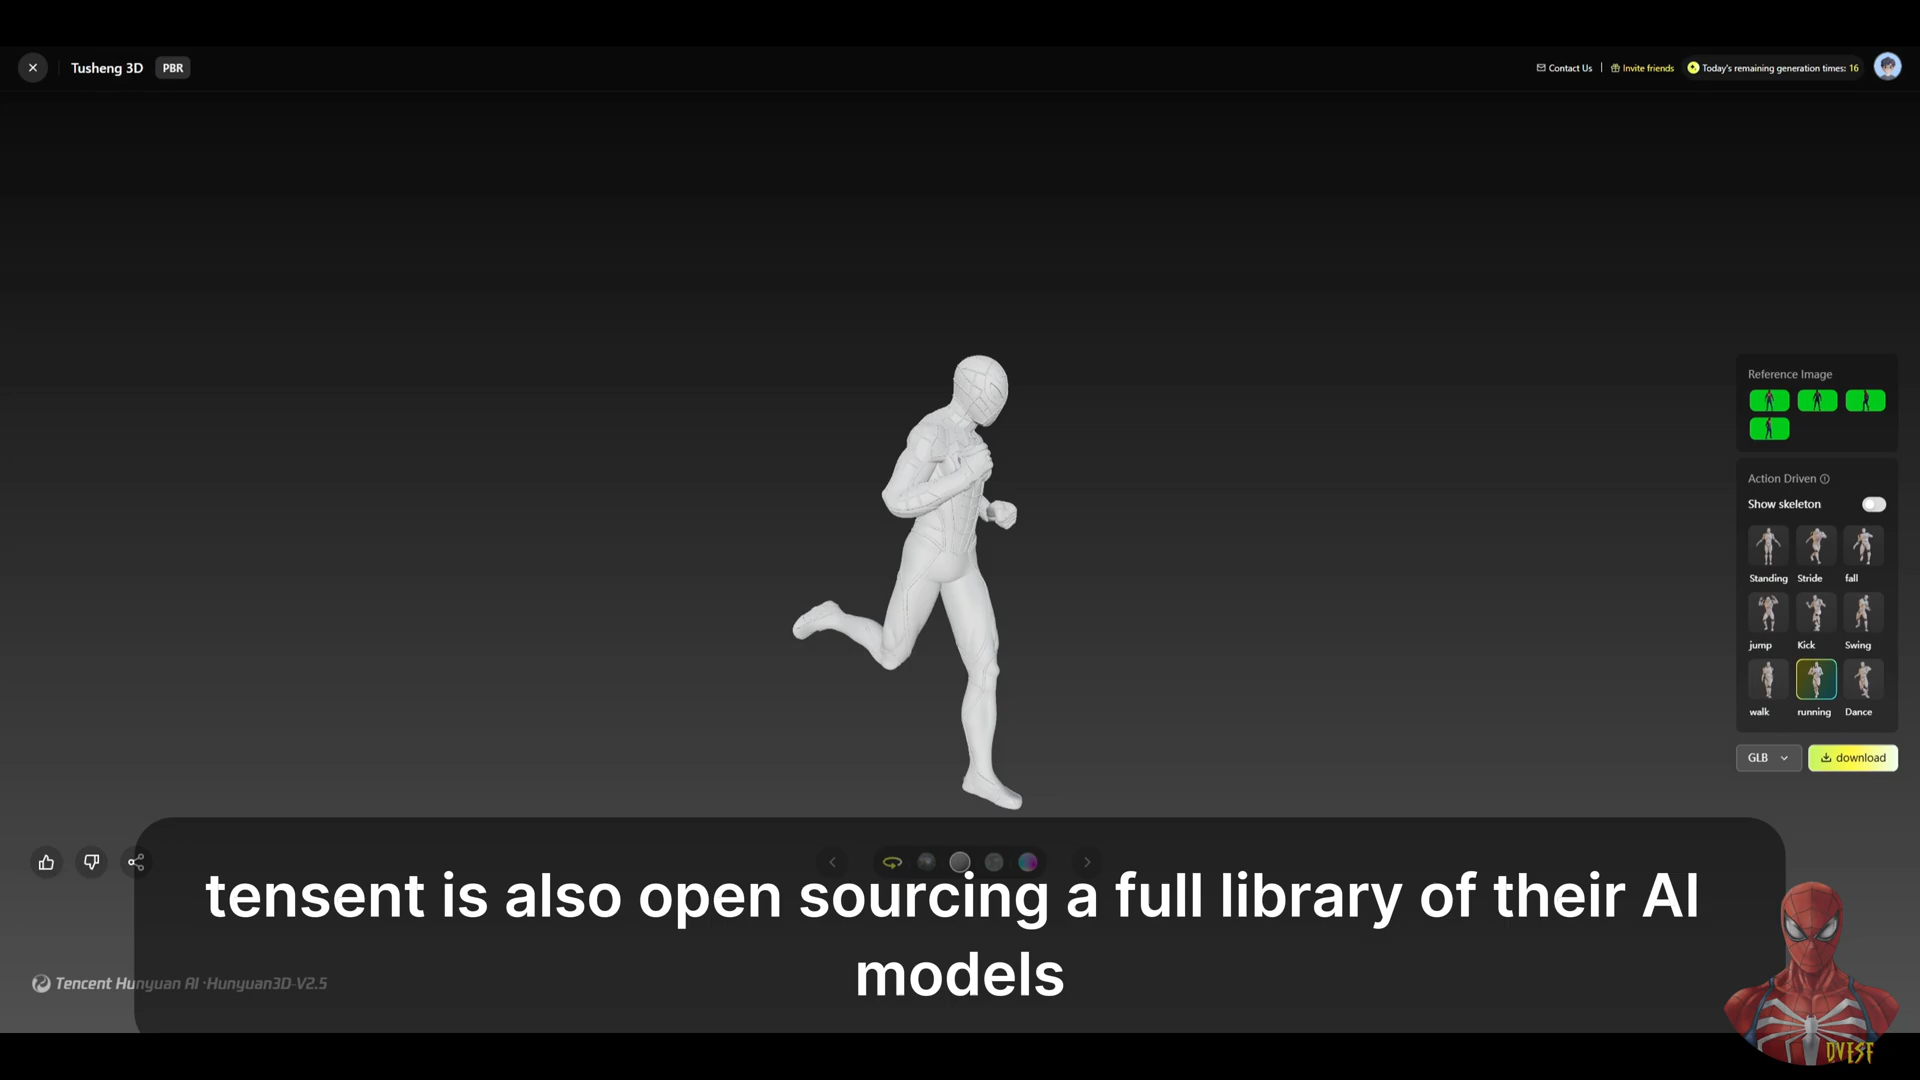 Tusheng 3D
PBR
Contact Us
Invite friends
Today's remaining generation times: 16
Reference Image
Action Driven
Show skeleton
Standing Stride fall
jump Kick Swing
walk running Dance
GLB
download
tensent is also open sourcing a full library of their AI
models
Tencent Hunyuan AI ·Hunyuan3D-V2.5
DVESF